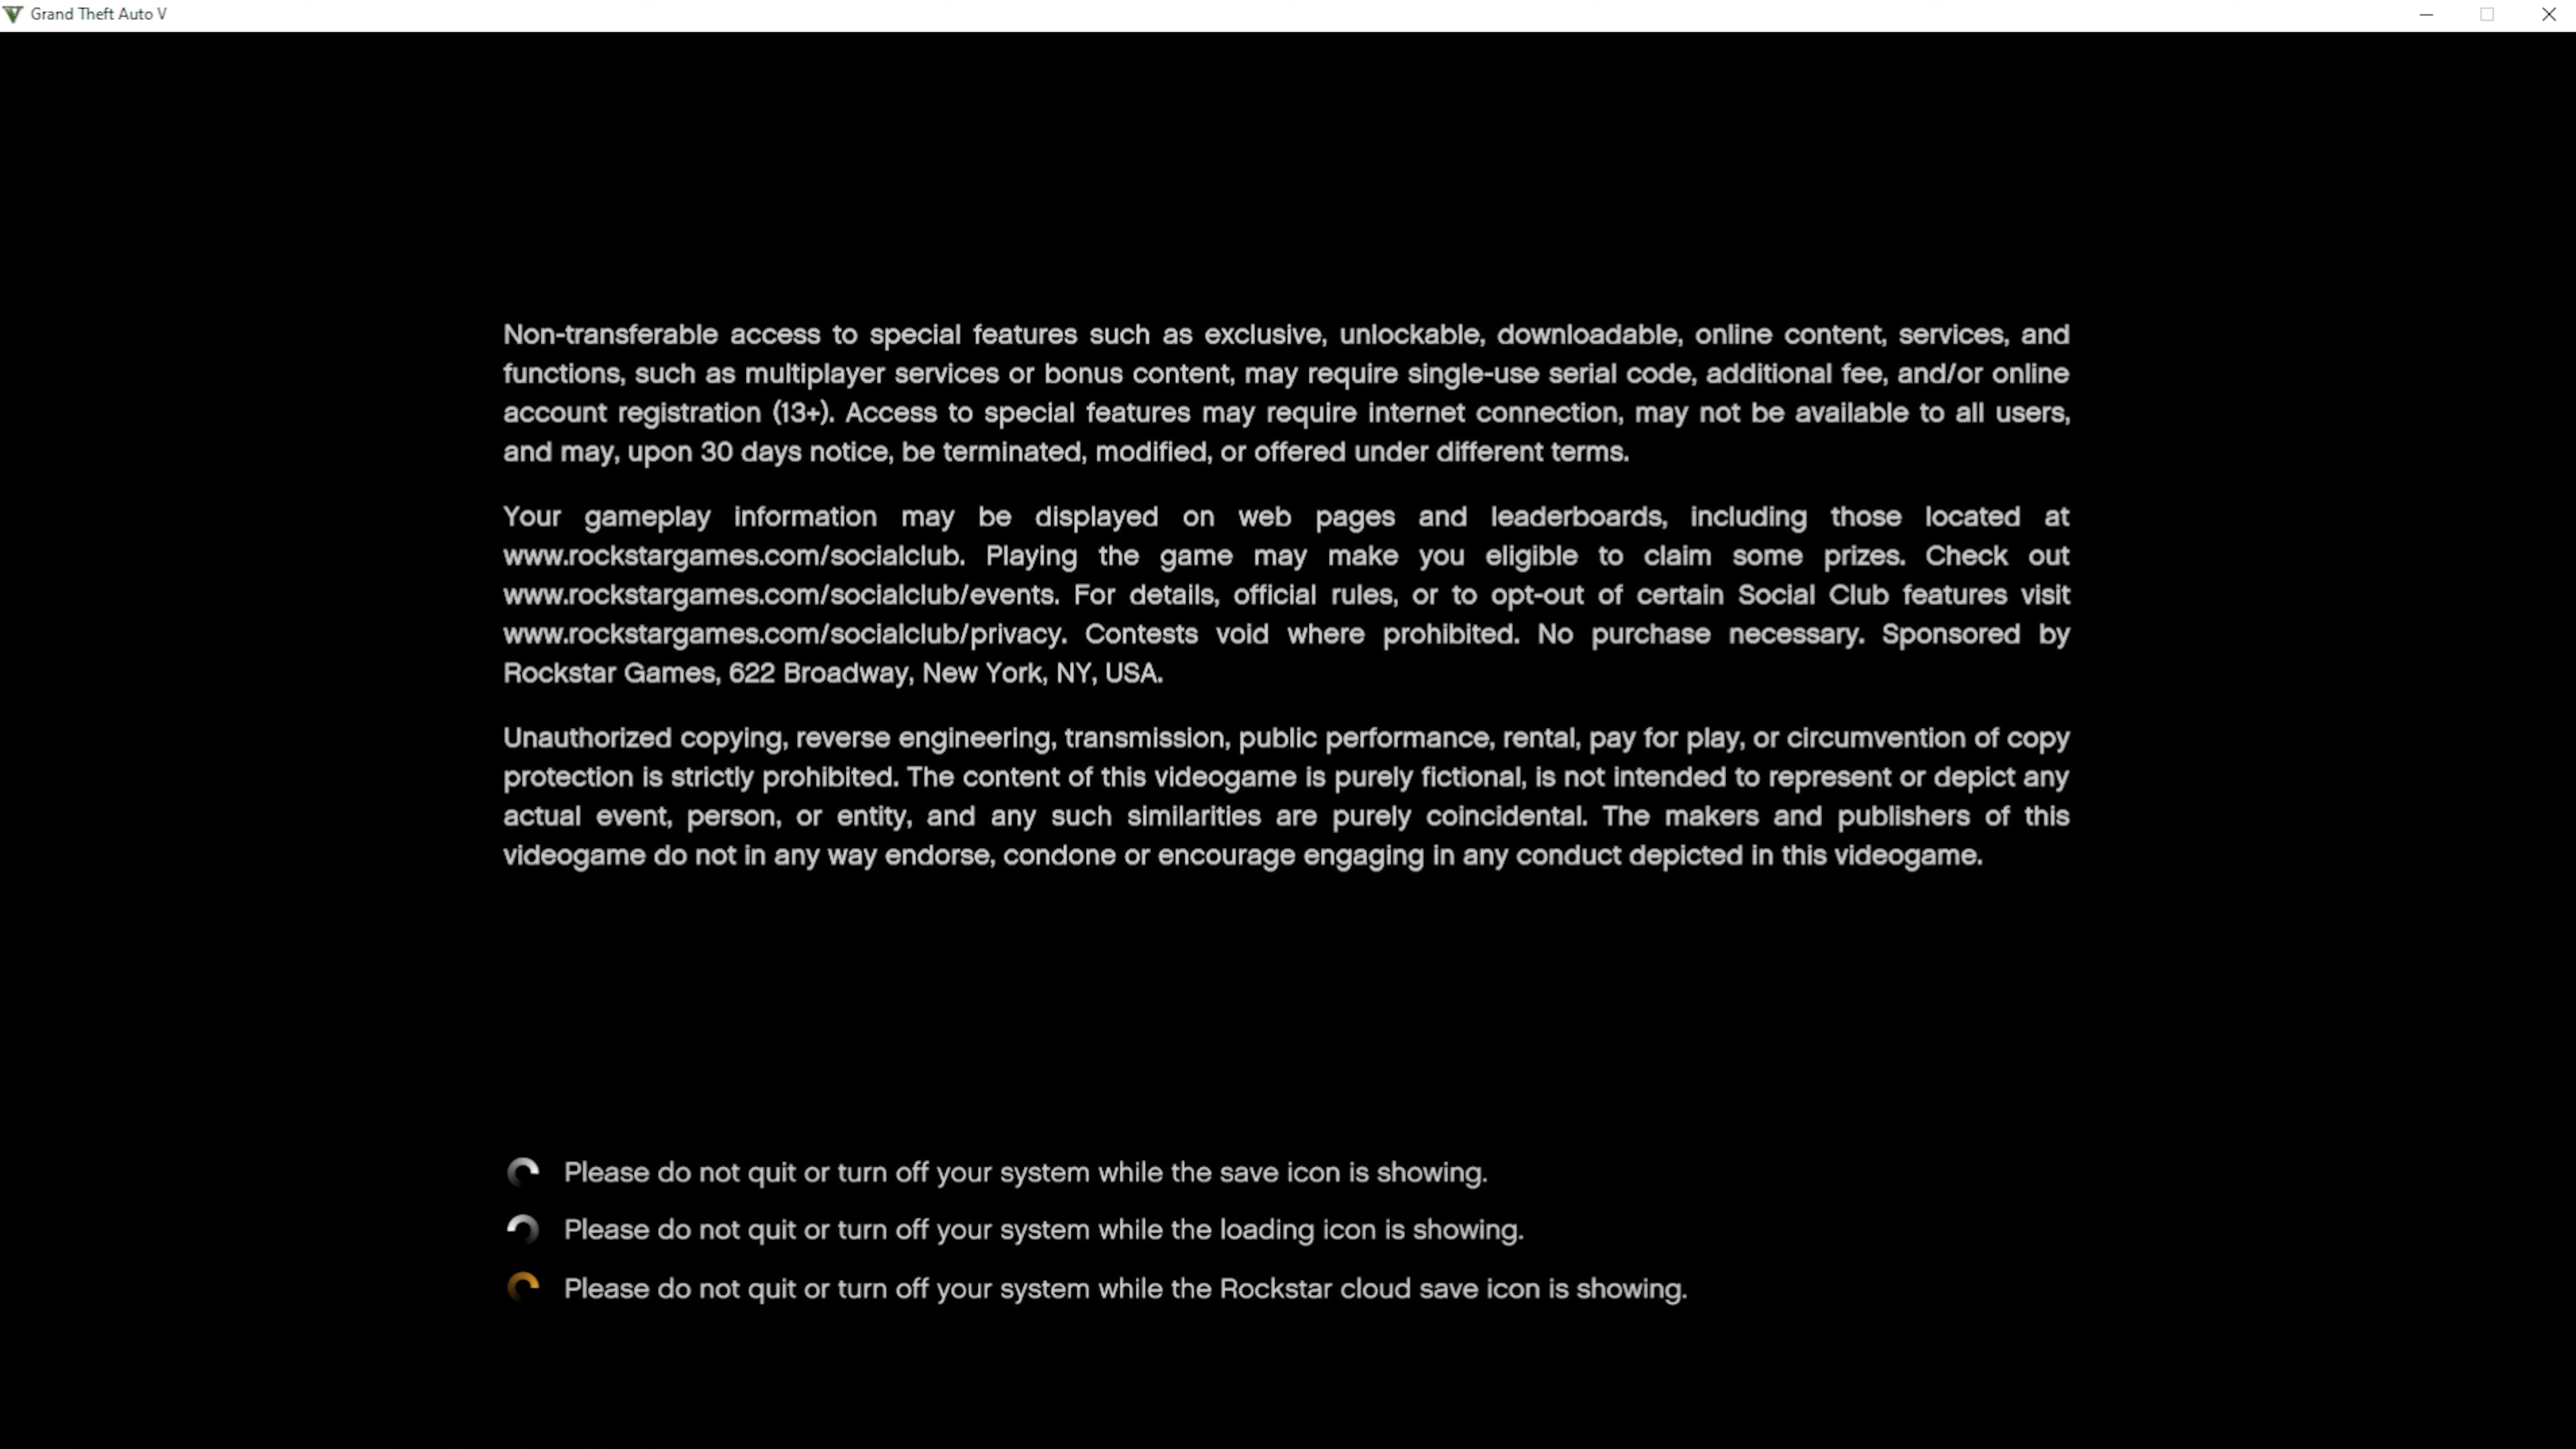 Grand Theft Auto V
Non-transferable access to special features such as exclusive, unlockable, downloadable, online content, services, and
functions, such as multiplayer services or bonus content, may require single-use serial code, additional fee, and/or online
account registration (13+). Access to special features may require internet connection, may not be available to all users,
and may, upon 30 days notice, be terminated, modified, or offered under different terms.
Your gameplay information may be displayed on web pages and leaderboards, including those located at
www.rockstargames.com/socialclub. Playing the game may make you eligible to claim some prizes. Check out
www.rockstargames.com/socialclub/events. For details, official rules, or to opt-out of certain Social Club features visit
www.rockstargames.com/socialclub/privacy. Contests void where prohibited. No purchase necessary. Sponsored by
Rockstar Games, 622 Broadway, New York, NY, USA.
Unauthorized copying, reverse engineering, transmission, public performance, rental, pay for play, or circumvention of copy
protection is strictly prohibited. The content of this videogame is purely fictional, is not intended to represent or depict any
actual event, person, or entity, and any such similarities are purely coincidental. The makers and publishers of this
videogame do not in any way endorse, condone or encourage engaging in any conduct depicted in this videogame.
Please do not quit or turn off your system while the save icon is showing.
Please do not quit or turn off your system while the loading icon is showing.
Please do not quit or turn off your system while the Rockstar cloud save icon is showing.